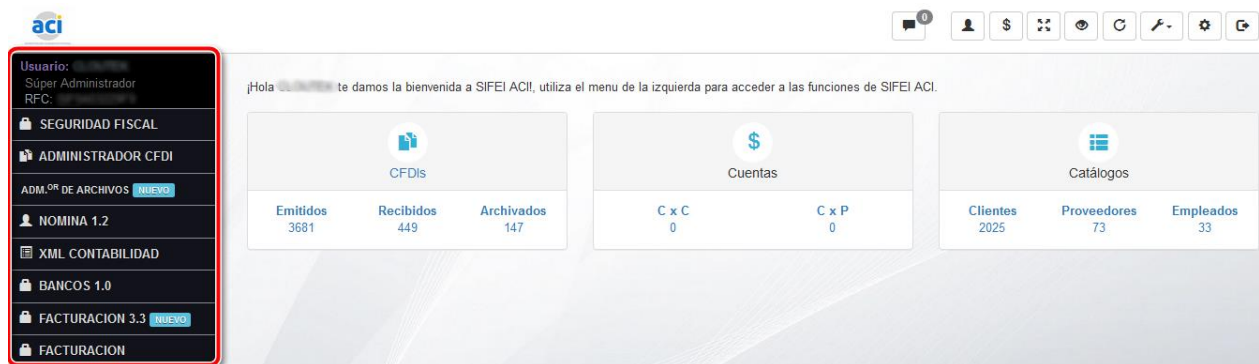 aci
0
$
Usuario:
Súper Administrador
RFC:
SEGURIDAD FISCAL
ADMINISTRADOR CFDI
ADM.OR DE ARCHIVOS NUEVO
NOMINA 1.2
XML CONTABILIDAD
BANCOS 1.0
FACTURACION 3.3 NUEVO
FACTURACION
¡Hola te damos la bienvenida a SIFEI ACI!, utiliza el menu de la izquierda para acceder a las funciones de SIFEI ACI.
CFDIs
Emitidos Recibidos Archivados
3681 449 147
$
Cuentas
C x C C x P
0 0
Catálogos
Clientes Proveedores Empleados
2025 73 33